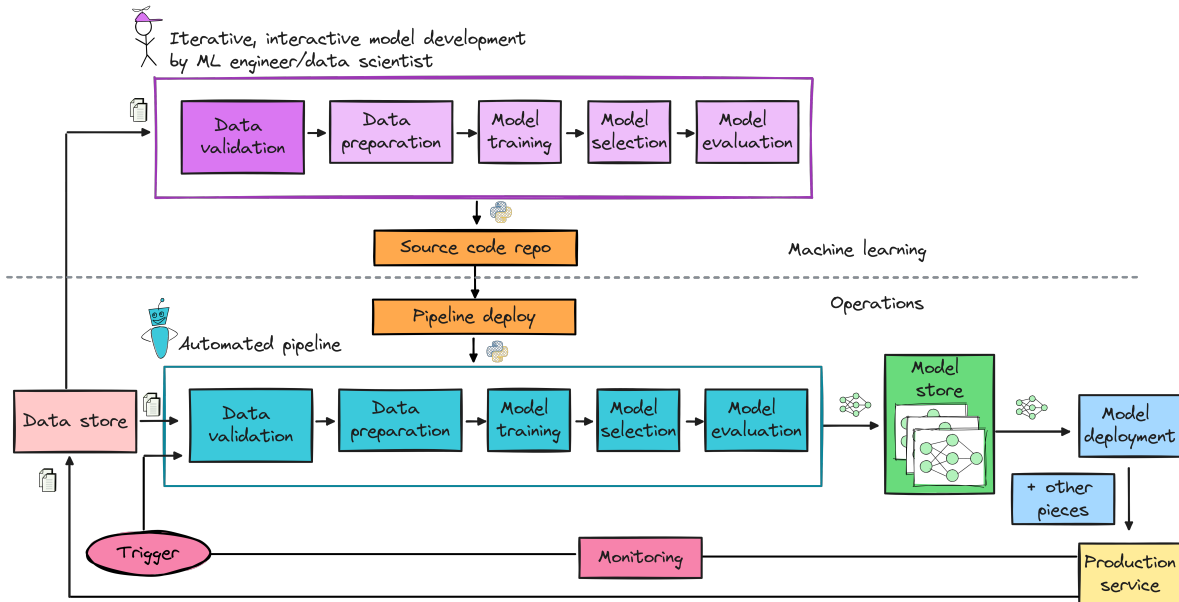 Iterative, interactive model development
by ML engineer/data scientist
Data
validation
Data
preparation
Model
training
Model
selection
Model
evaluation
Source code repo
Machine learning
Operations
Pipeline deploy
Automated pipeline
Data store
Data
validation
Data
preparation
Model
training
Model
selection
Model
evaluation
Model
store
Model
deployment
+ other
pieces
Trigger
Monitoring
Production
service